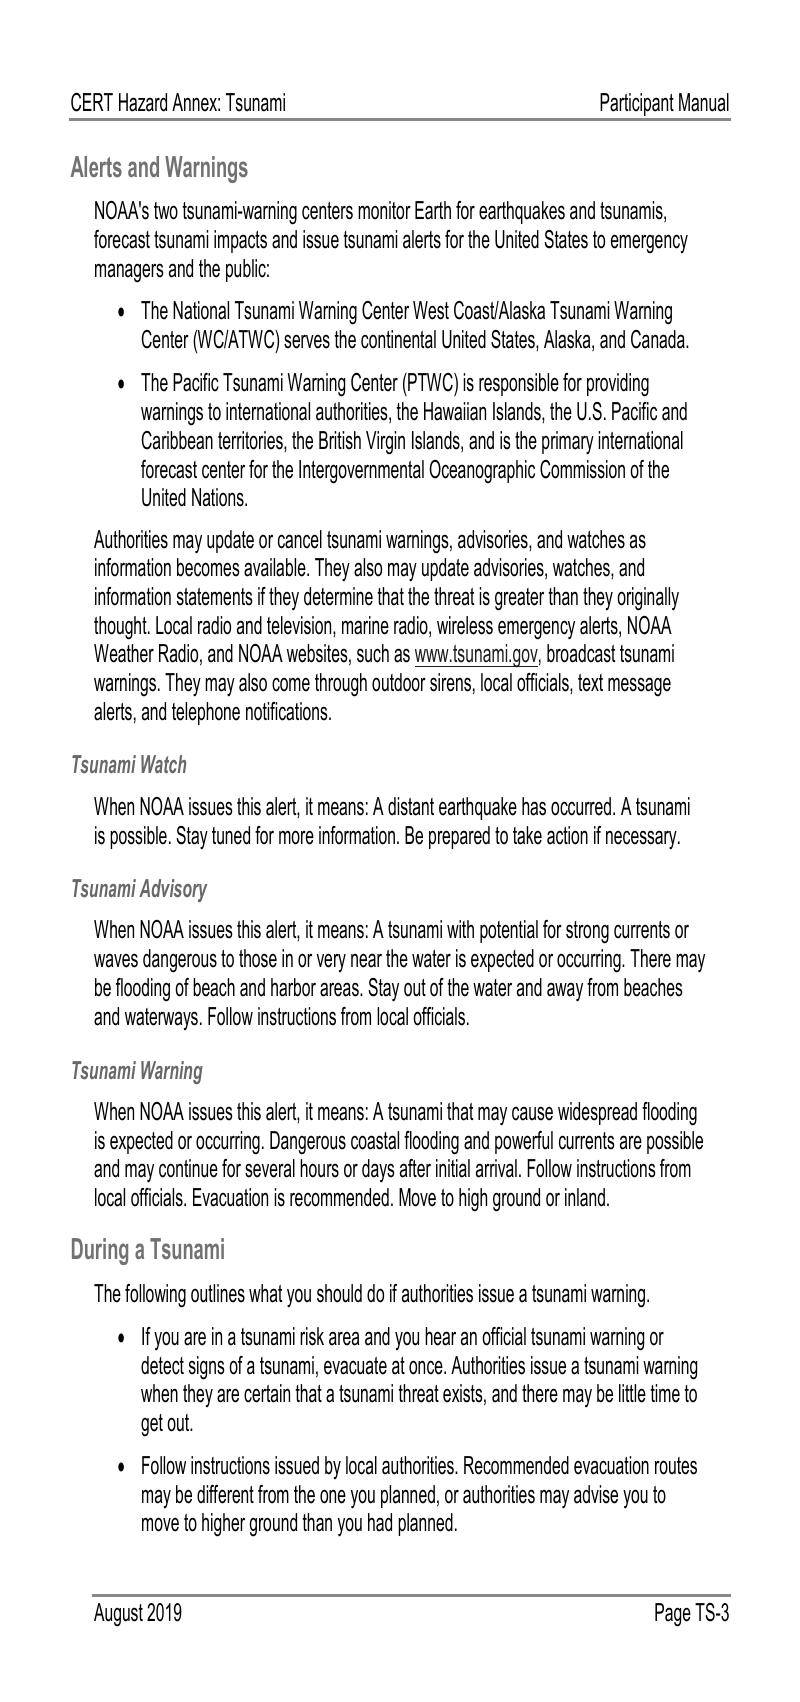 CERT Hazard Annex: Tsunami Participant Manual
Alerts and Warnings
NOAA's two tsunami-warning centers monitor Earth for earthquakes and tsunamis,
forecast tsunami impacts and issue tsunami alerts for the United States to emergency
managers and the public:
• The National Tsunami Warning Center West Coast/Alaska Tsunami Warning
Center (WC/ATWC) serves the continental United States, Alaska, and Canada.
• The Pacific Tsunami Warning Center (PTWC) is responsible for providing
warnings to international authorities, the Hawaiian Islands, the U.S. Pacific and
Caribbean territories, the British Virgin Islands, and is the primary international
forecast center for the Intergovernmental Oceanographic Commission of the
United Nations.
Authorities may update or cancel tsunami warnings, advisories, and watches as
information becomes available. They also may update advisories, watches, and
information statements if they determine that the threat is greater than they originally
thought. Local radio and television, marine radio, wireless emergency alerts, NOAA
Weather Radio, and NOAA websites, such as www.tsunami.gov, broadcast tsunami
warnings. They may also come through outdoor sirens, local officials, text message
alerts, and telephone notifications.
Tsunami Watch
When NOAA issues this alert, it means: A distant earthquake has occurred. A tsunami
is possible. Stay tuned for more information. Be prepared to take action if necessary.
Tsunami Advisory
When NOAA issues this alert, it means: A tsunami with potential for strong currents or
waves dangerous to those in or very near the water is expected or occurring. There may
be flooding of beach and harbor areas. Stay out of the water and away from beaches
and waterways. Follow instructions from local officials.
Tsunami Warning
When NOAA issues this alert, it means: A tsunami that may cause widespread flooding
is expected or occurring. Dangerous coastal flooding and powerful currents are possible
and may continue for several hours or days after initial arrival. Follow instructions from
local officials. Evacuation is recommended. Move to high ground or inland.
During a Tsunami
The following outlines what you should do if authorities issue a tsunami warning.
• If you are in a tsunami risk area and you hear an official tsunami warning or
detect signs of a tsunami, evacuate at once. Authorities issue a tsunami warning
when they are certain that a tsunami threat exists, and there may be little time to
get out.
• Follow instructions issued by local authorities. Recommended evacuation routes
may be different from the one you planned, or authorities may advise you to
move to higher ground than you had planned.
August 2019 Page TS-3